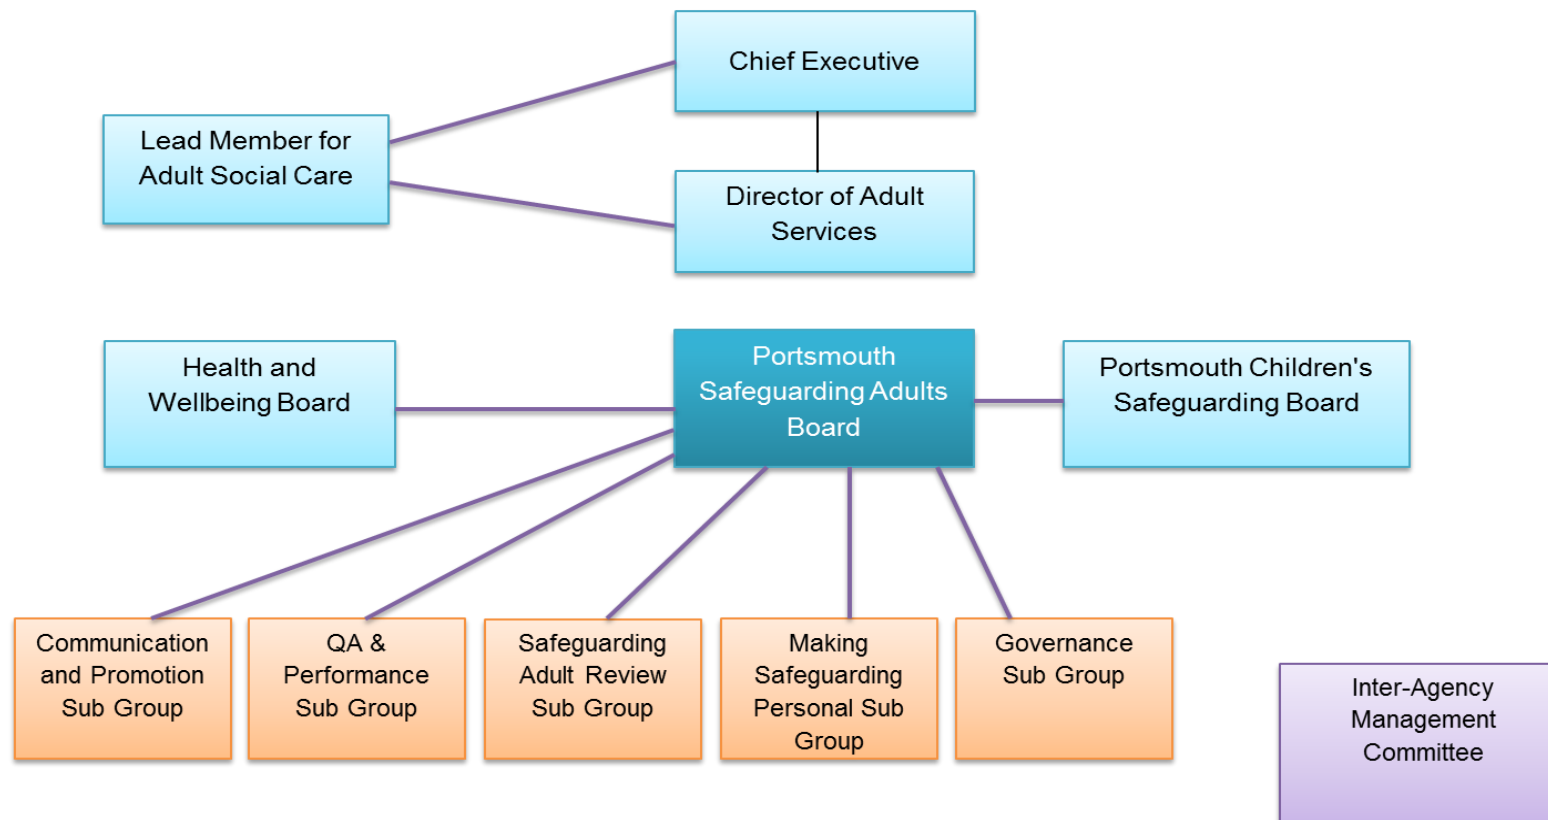 Chief Executive
Lead Member for
Adult Social Care
Director of Adult
Services
Health and
Wellbeing Board
Portsmouth
Safeguarding Adults
Board
Portsmouth Children's
Safeguarding Board
Communication
and Promotion
Sub Group
QA &
Performance
Sub Group
Safeguarding
Adult Review
Sub Group
Making
Safeguarding
Personal Sub
Group
Governance
Sub Group
Inter-Agency
Management
Committee